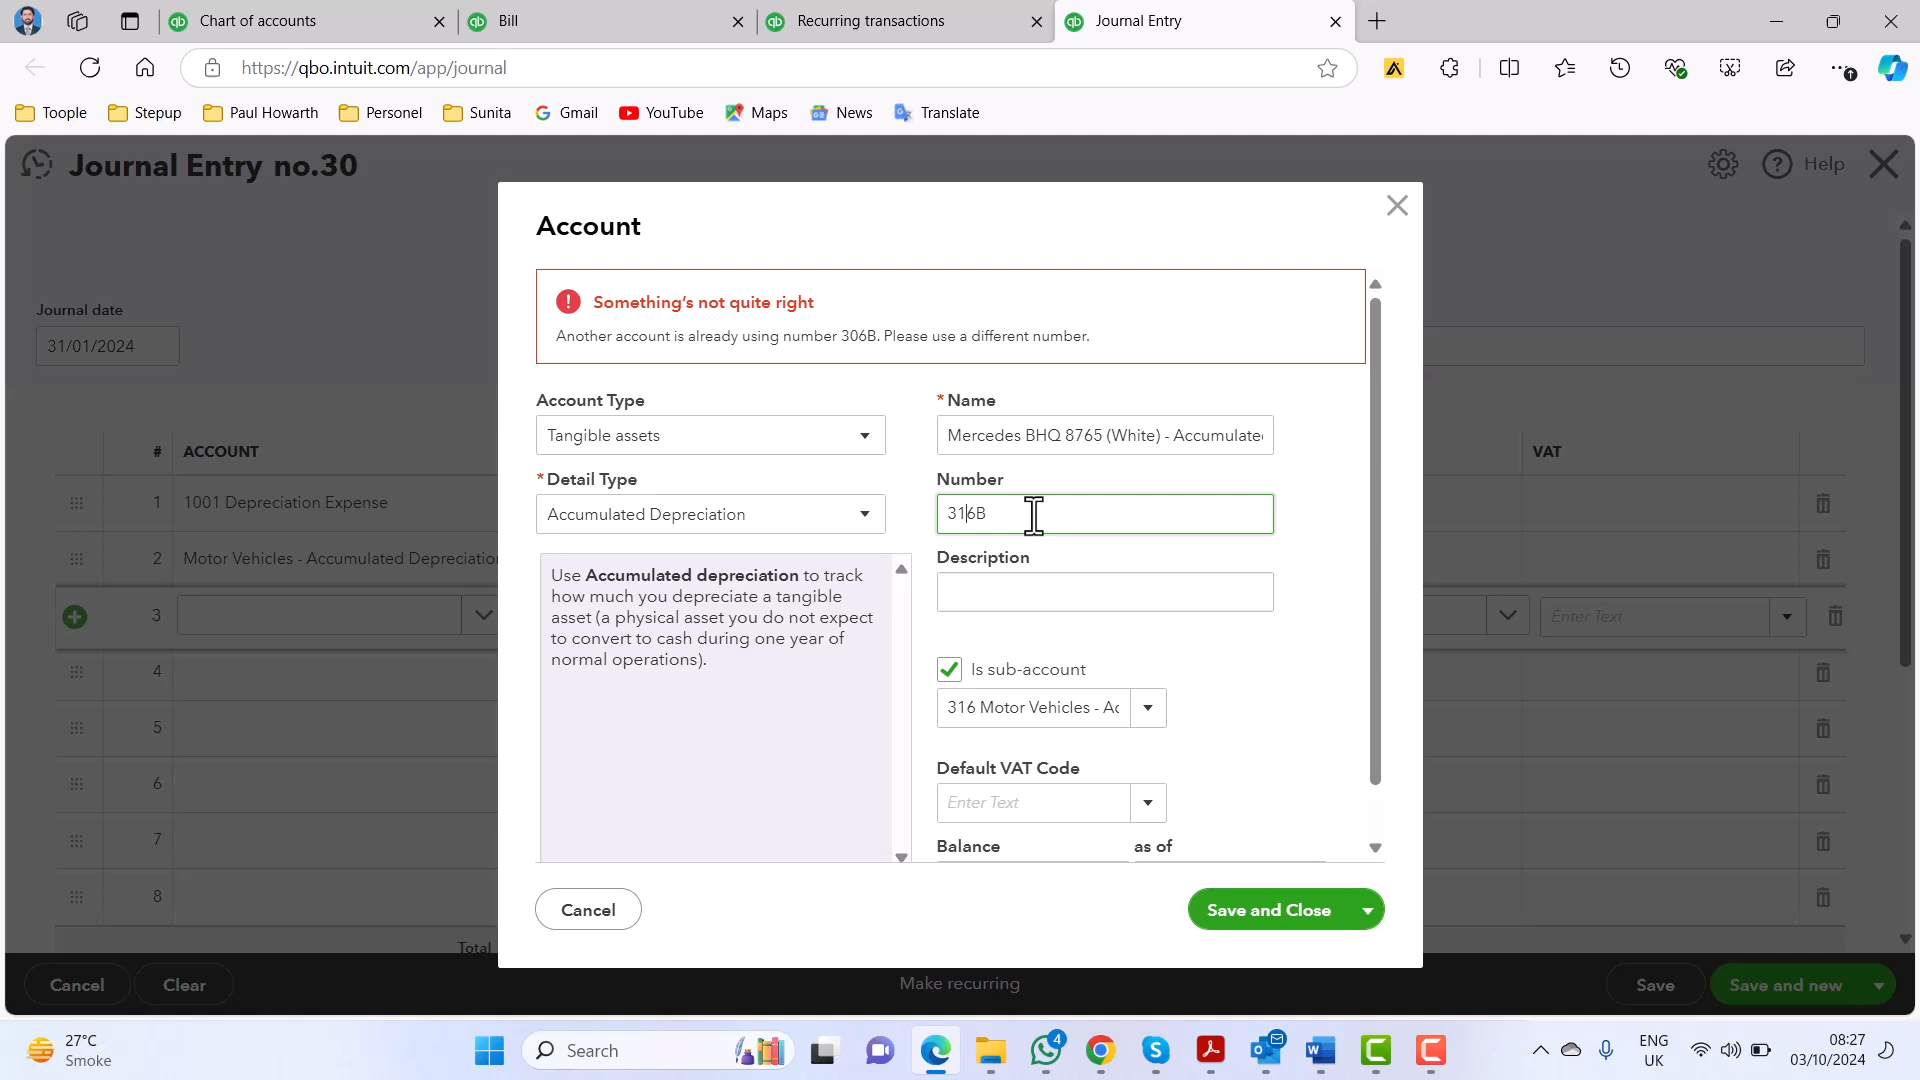 Chart of accounts
Bill
Recurring transactions
Journal Entry
https://qbo.intuit.com/app/journal
Toople
Stepup
Paul Howarth
Personel
Sunita
Gmail
YouTube
Maps
News
Translate
Journal Entry no.30
Help
Account
Something's not quite right
Another account is already using number 306B. Please use a different number.
Journal date
31/01/2024
Account Type
* Name
Tangible assets
Mercedes BHQ 8765 (White) - Accumulate
# ACCOUNT
VAT
* Detail Type
Number
1 1001 Depreciation Expense
Accumulated Depreciation
316B
2 Motor Vehicles - Accumulated Depreciation
Description
Use Accumulated depreciation to track
how much you depreciate a tangible
asset (a physical asset you do not expect
to convert to cash during one year of
normal operations).
3
Enter Text
4
Is sub-account
316 Motor Vehicles - Ac
5
Default VAT Code
6
Enter Text
7
Balance
as of
8
Cancel
Save and Close
Total
Cancel
Clear
Make recurring
Save
Save and new
27°C
Smoke
Search
4
ENG
UK
08:27
03/10/2024